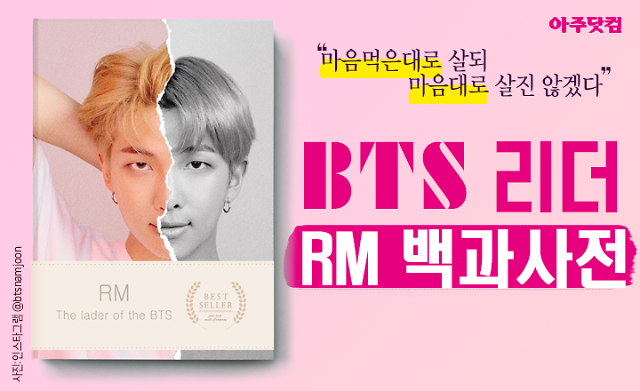 아주닷컴
“마음먹은대로 살되
마음대로 살진 않겠다”
BTS 리더
RM 백과사전
RM
The lader of the BTS
BEST
SELLER
사진:인스타그램 @btsnamjoon